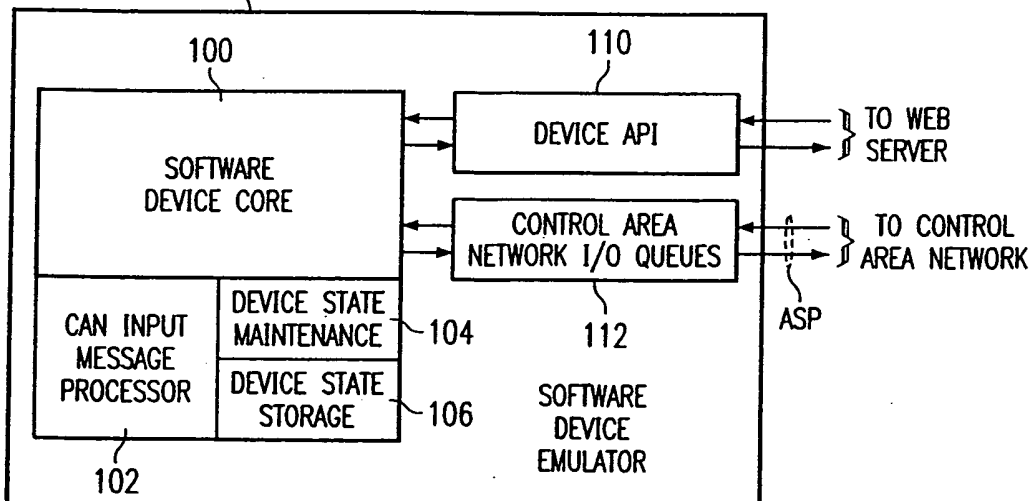 100
SOFTWARE
DEVICE CORE
CAN INPUT
MESSAGE
PROCESSOR
102
DEVICE STATE
MAINTENANCE
104
DEVICE STATE
STORAGE
106
110
DEVICE API
TO WEB
SERVER
CONTROL AREA
NETWORK I/O QUEUES
112
TO CONTROL
AREA NETWORK
ASP
SOFTWARE
DEVICE
EMULATOR